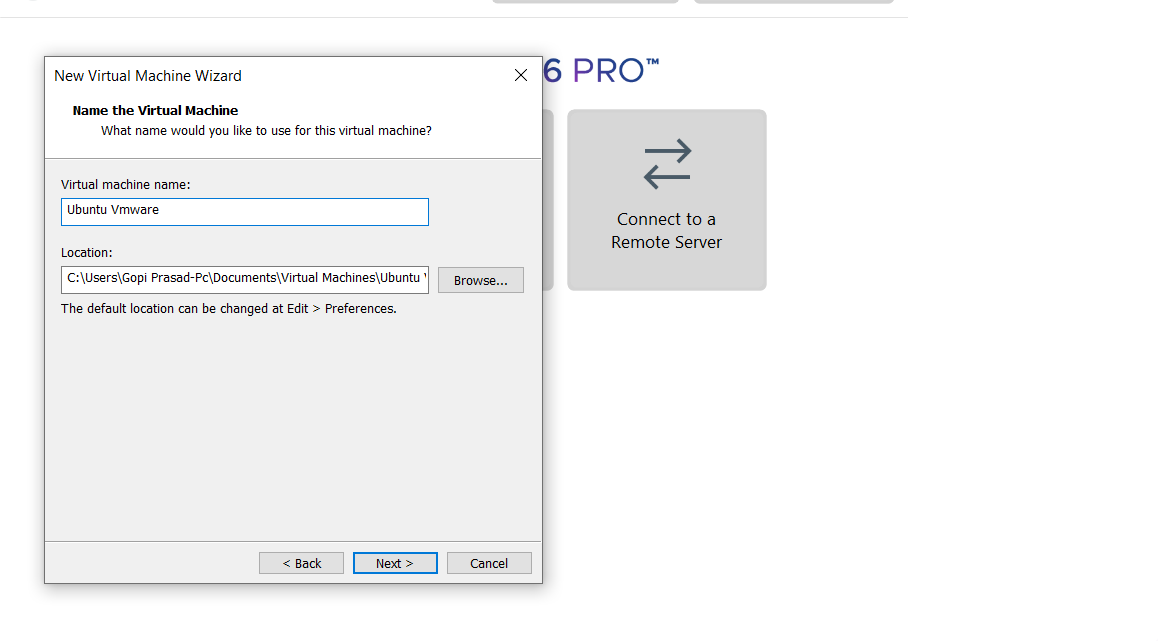 New Virtual Machine Wizard
6 PRO™
Name the Virtual Machine
What name would you like to use for this virtual machine?
Virtual machine name:
Ubuntu Vmware
Location:
C:\Users\Gopi Prasad-Pc\Documents\Virtual Machines\Ubuntu
Browse...
The default location can be changed at Edit > Preferences.
< Back
Next >
Cancel
Connect to a
Remote Server